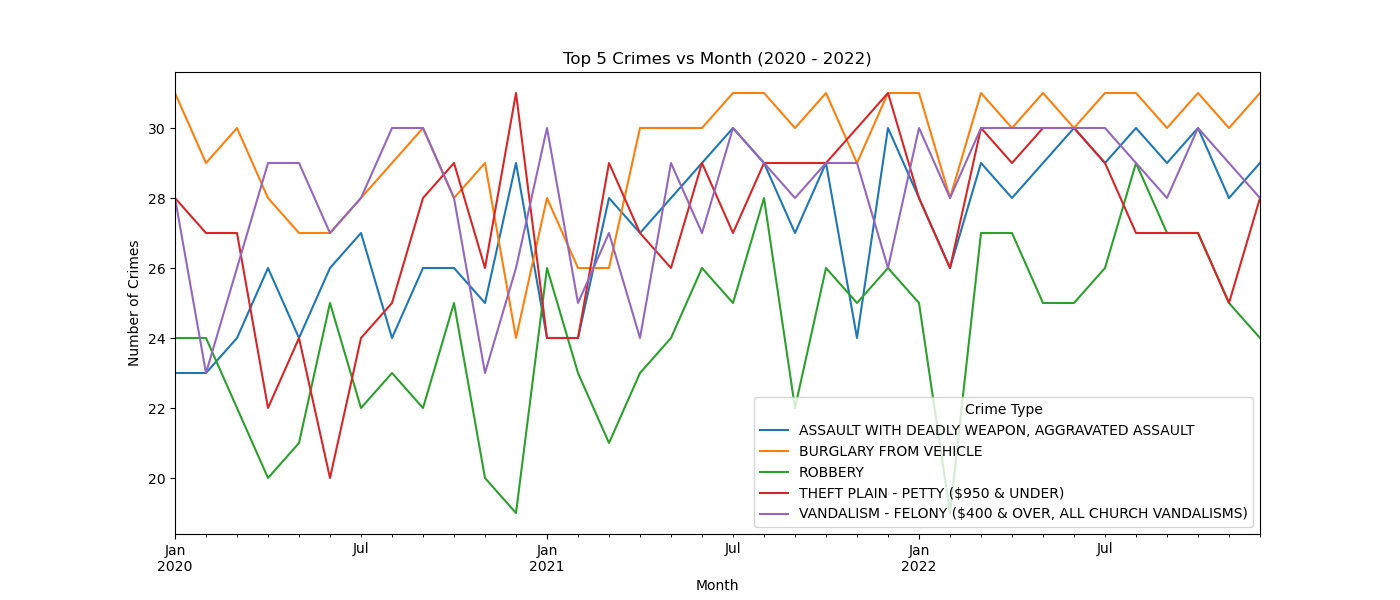 Top 5 Crimes vs Month (2020 - 2022)
Number of Crimes
30
28
26
24
22
20
Crime Type
ASSAULT WITH DEADLY WEAPON, AGGRAVATED ASSAULT
BURGLARY FROM VEHICLE
ROBBERY
THEFT PLAIN - PETTY ($950 & UNDER)
VANDALISM - FELONY ($400 & OVER, ALL CHURCH VANDALISMS)
Jan Jul Jan Jul Jan Jul
2020 2021 2022
Month